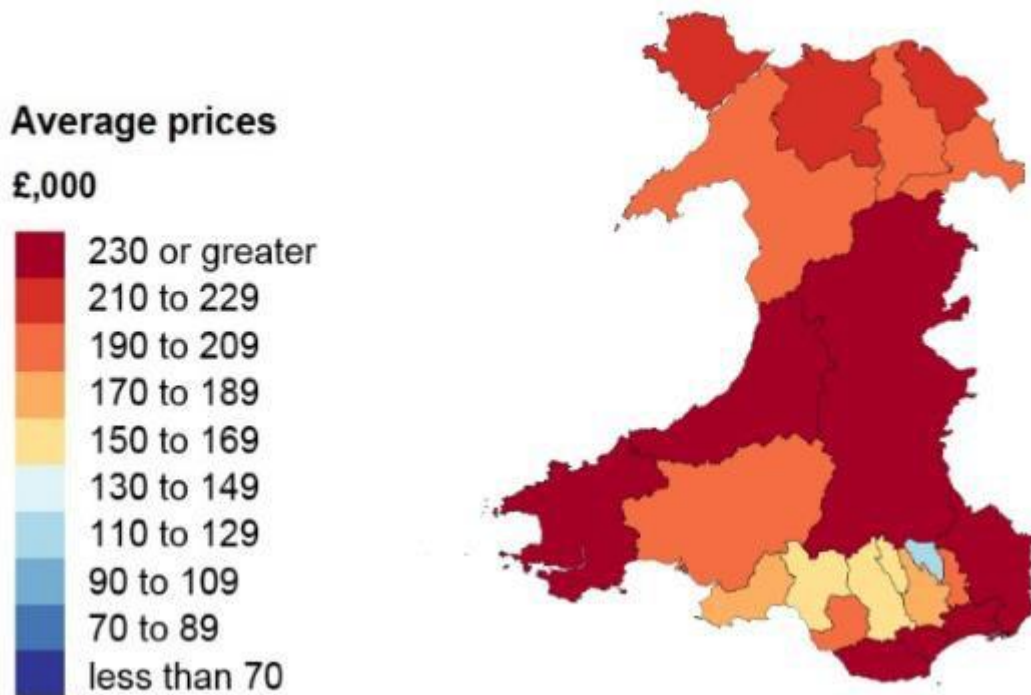 Average prices
£,000
230 or greater
210 to 229
190 to 209
170 to 189
150 to 169
130 to 149
110 to 129
90 to 109
70 to 89
less than 70